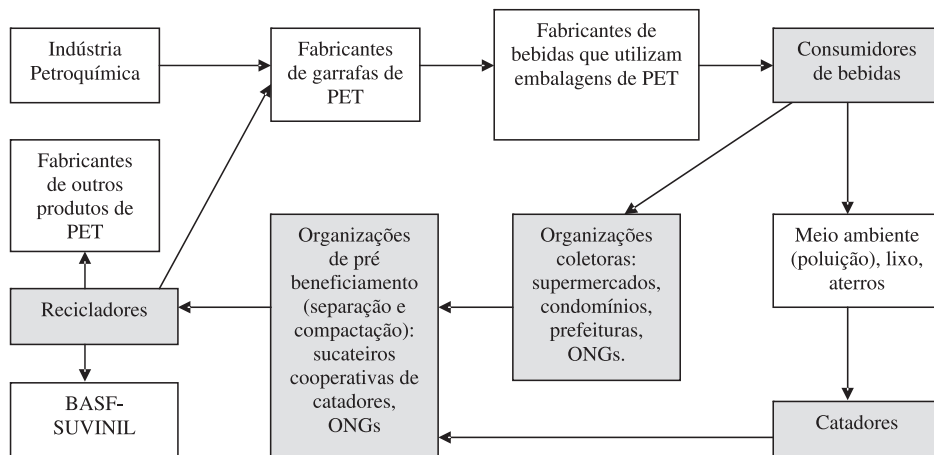 Indústria
Petroquímica
Fabricantes
de garrafas de
PET
Fabricantes de
bebidas que utilizam
embalagens de PET
Consumidores
de bebidas
Fabricantes
de outros
produtos de
PET
Organizações
de pré
beneficiamento
(separação e
compactação):
sucateiros
cooperativas de
catadores,
ONGs
Organizações
coletoras:
supermercados,
condomínios,
prefeituras,
ONGs.
Meio ambiente
(poluição), lixo,
aterros
Recicladores
BASF-
SUVINIL
Catadores